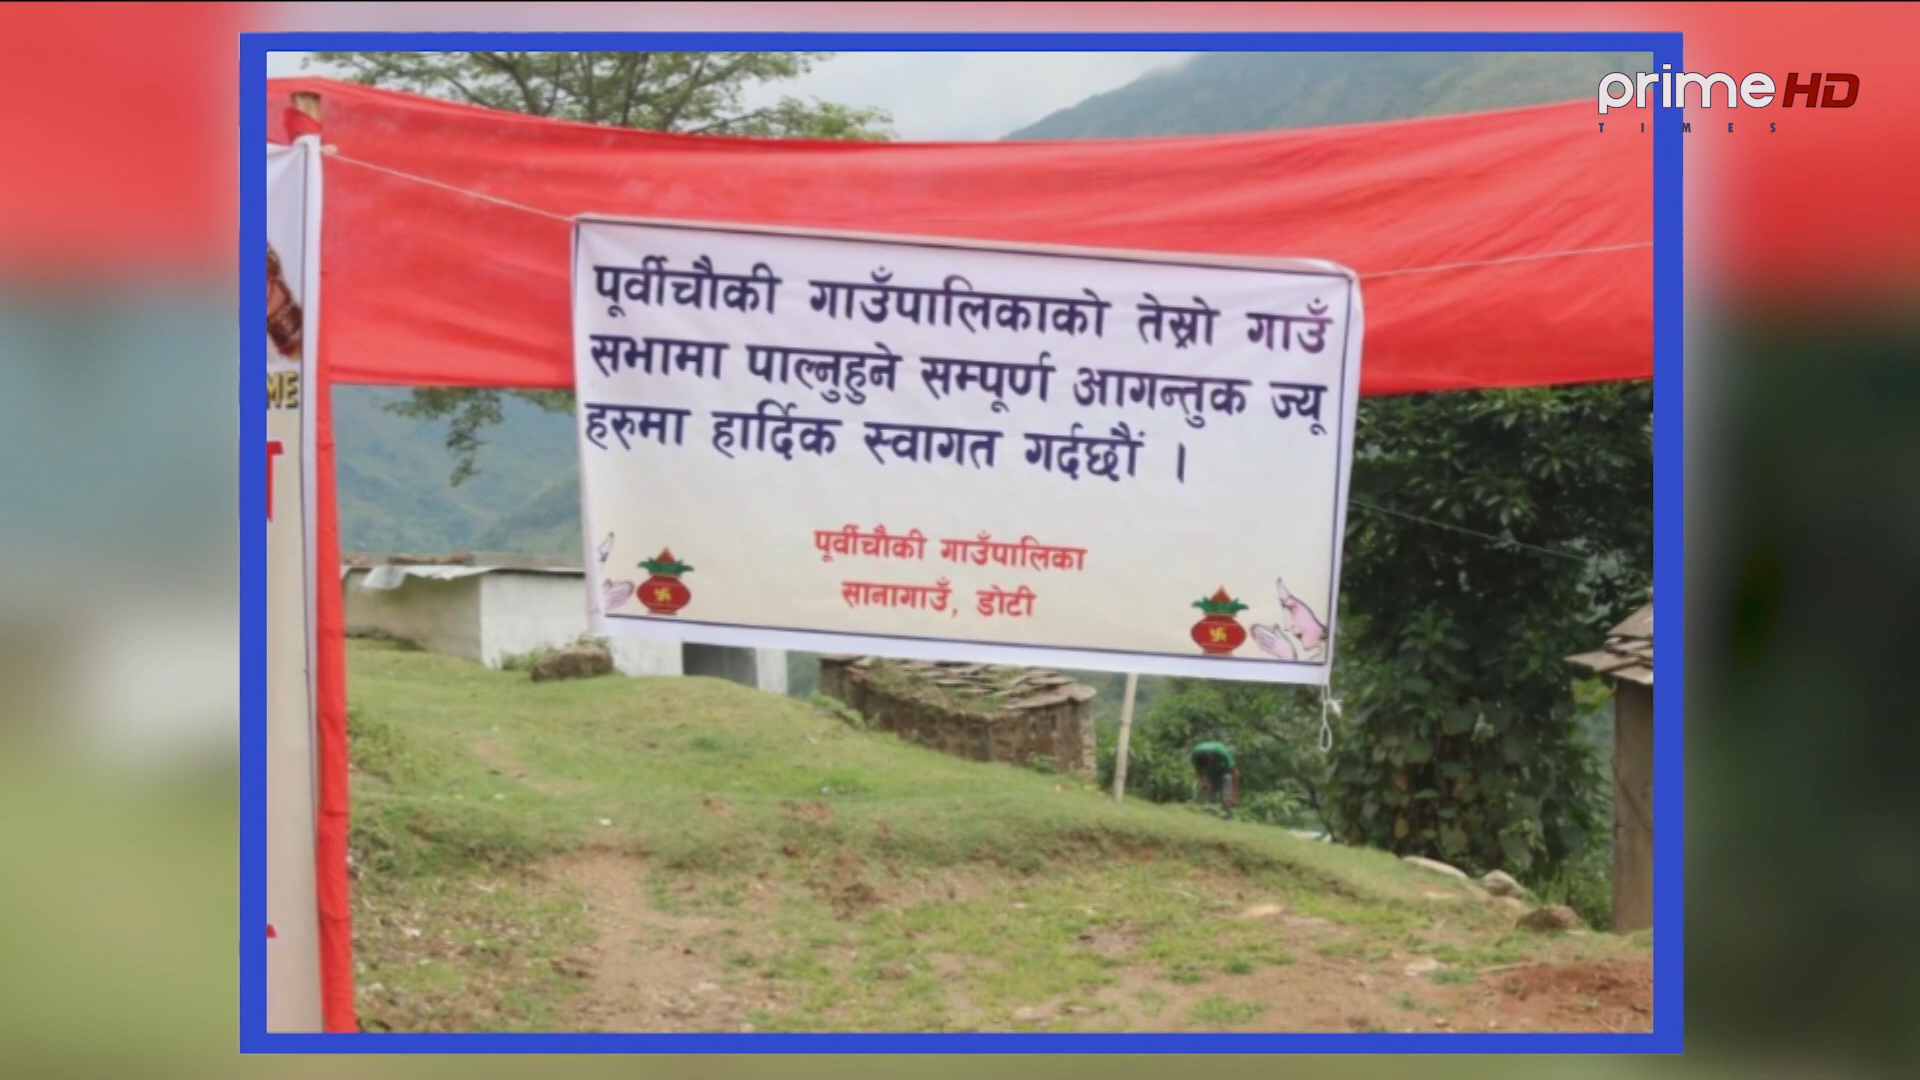 prime HD
TIMES
पूर्वीचौकी गाउँपालिकाको तेस्रो गाउँ
सभामा पाल्नुहुने सम्पूर्ण आगन्तुक ज्यू
हरुमा हार्दिक स्वागत गर्दछौं ।
पूर्वीचौकी गाउँपालिका
सानागाउँ, डोटी